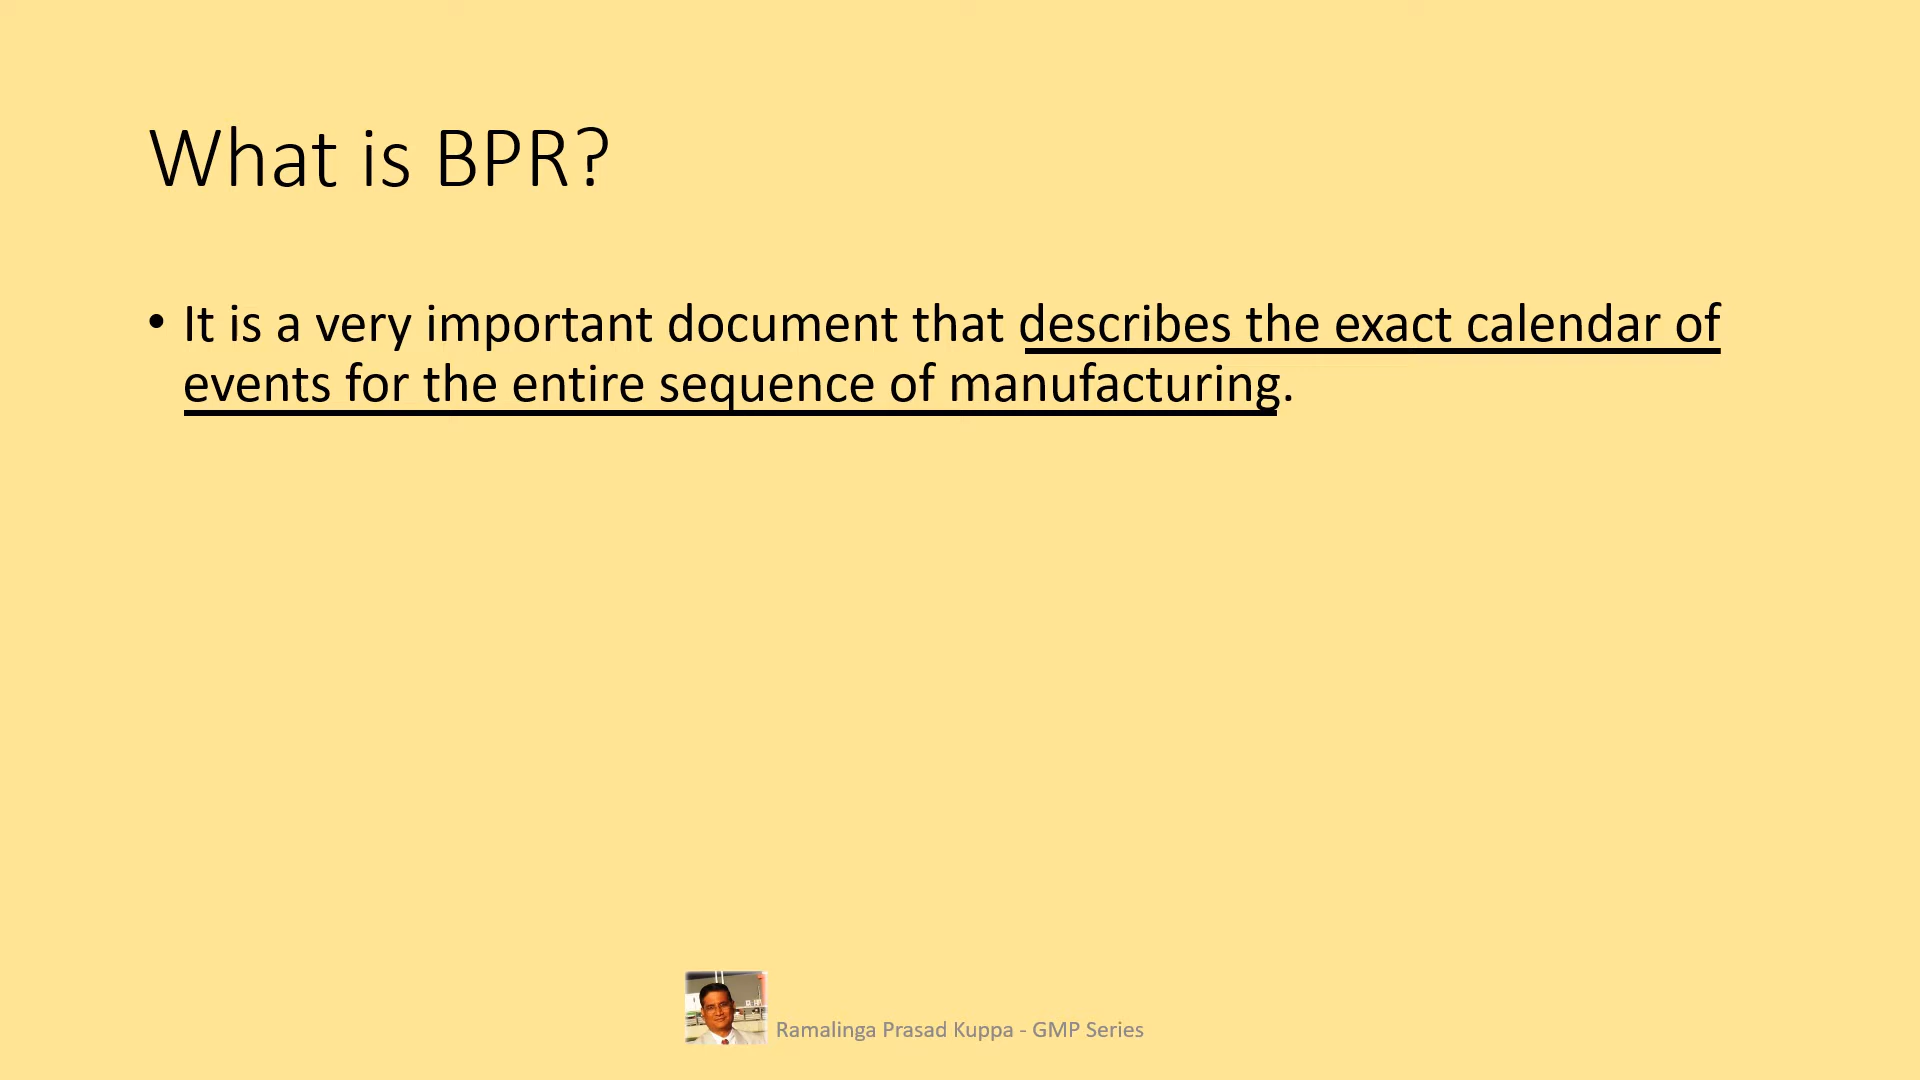 What is BPR?
• It is a very important document that describes the exact calendar of
events for the entire sequence of manufacturing.
Ramalinga Prasad Kuppa - GMP Series